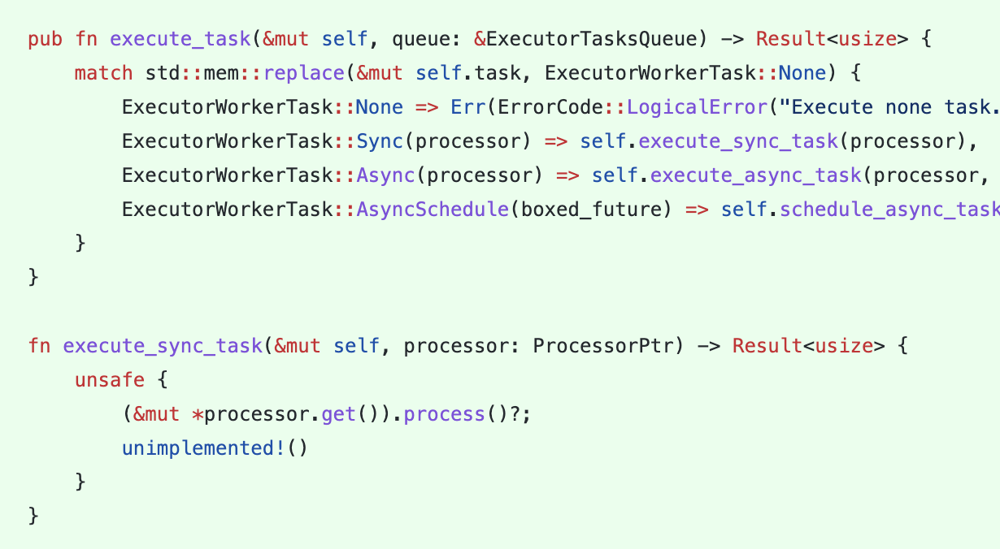 pub fn execute_task(&mut self, queue: &ExecutorTasksQueue) -> Result<usize> {
    match std::mem::replace(&mut self.task, ExecutorWorkerTask::None) {
        ExecutorWorkerTask::None => Err(ErrorCode::LogicalError("Execute none task.
        ExecutorWorkerTask::Sync(processor) => self.execute_sync_task(processor),
        ExecutorWorkerTask::Async(processor) => self.execute_async_task(processor,
        ExecutorWorkerTask::AsyncSchedule(boxed_future) => self.schedule_async_task
    }
}

fn execute_sync_task(&mut self, processor: ProcessorPtr) -> Result<usize> {
    unsafe {
        (&mut *processor.get()).process()?;
        unimplemented!()
    }
}